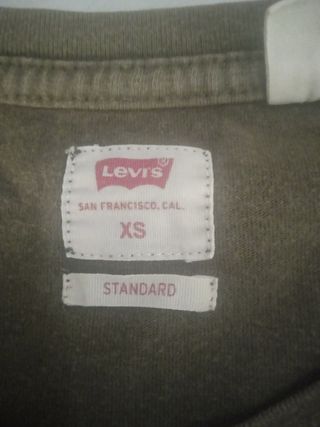 Levi's®
SAN FRANCISCO, CAL.
XS
STANDARD